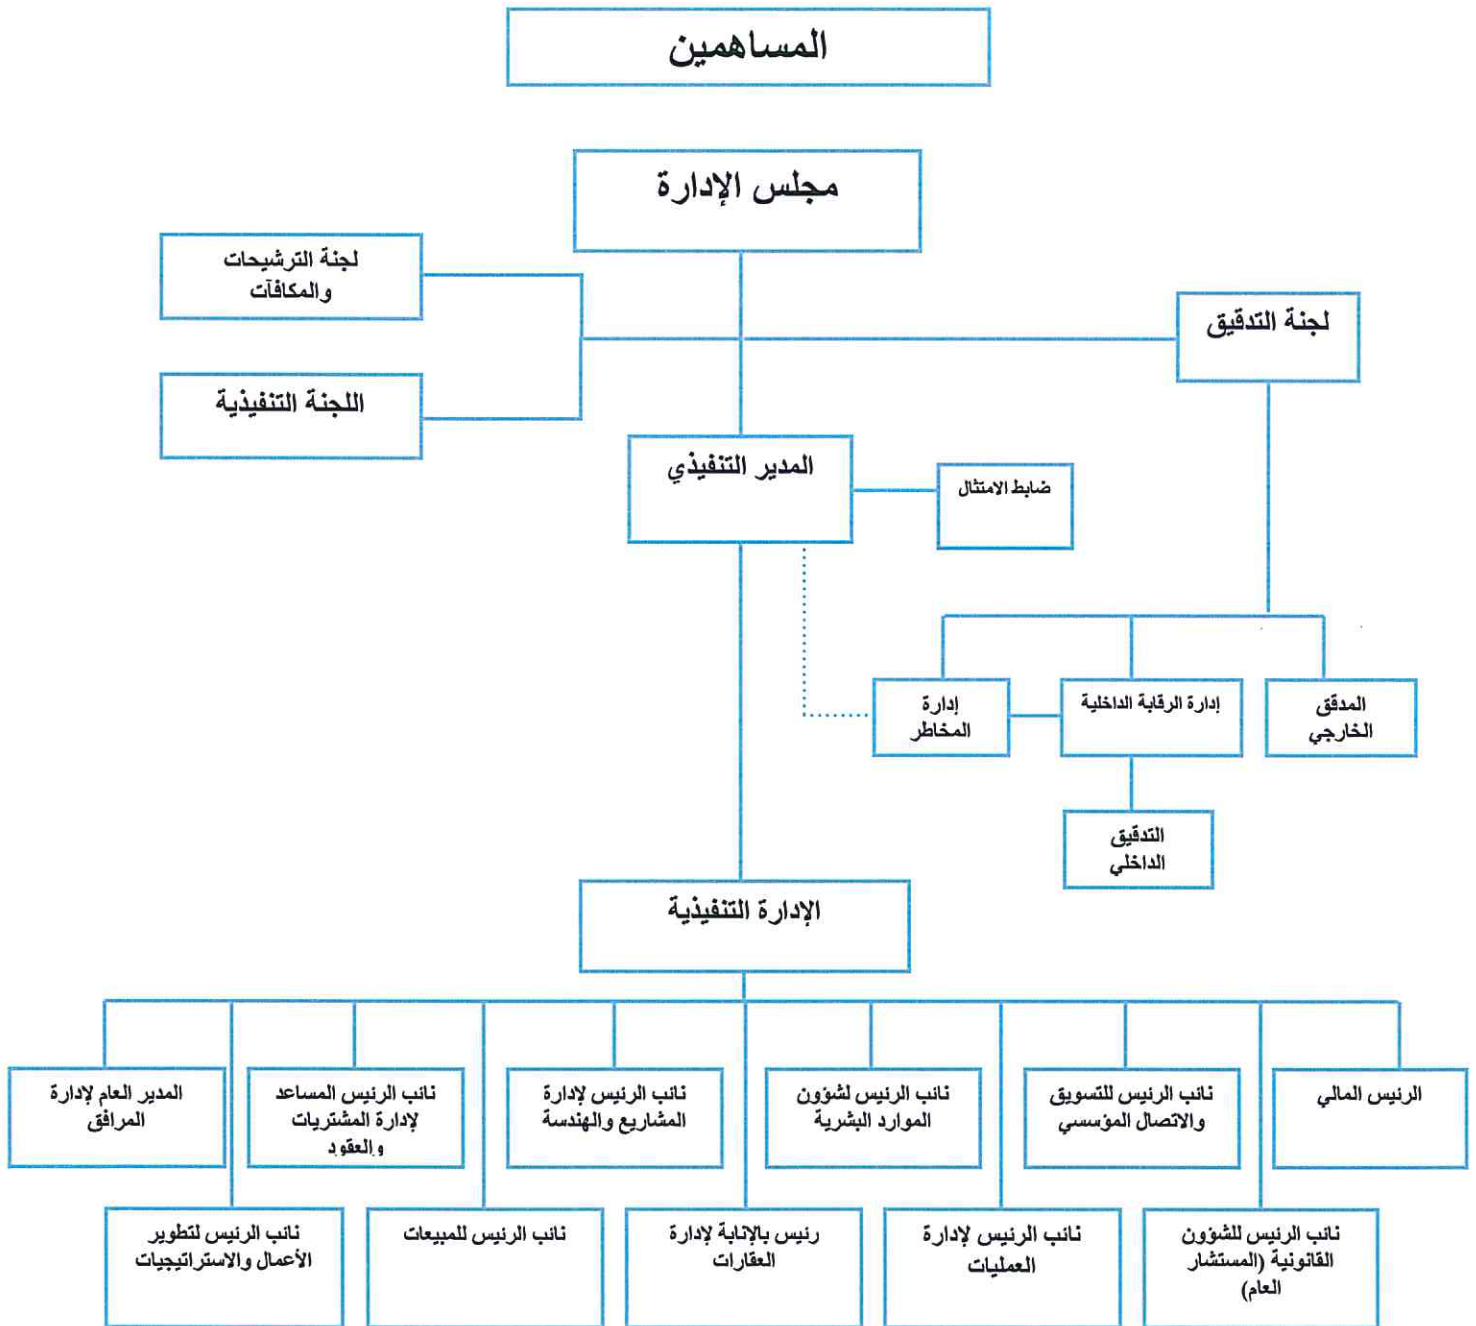 المساهمين
مجلس الإدارة
لجنة الترشيحات
والمكافآت
لجنة التدقيق
اللجنة التنفيذية
المدير التنفيذي
ضابط الامتثال
المدقق
الخارجي
إدارة الرقابة الداخلية
إدارة
المخاطر
التدقيق
الداخلي
الإدارة التنفيذية
الرئيس المالي
نائب الرئيس للتسويق
والاتصال المؤسسي
نائب الرئيس لشؤون
الموارد البشرية
نائب الرئيس لإدارة
المشاريع والهندسة
نائب الرئيس المساعد
لإدارة المشتريات
والعقود
المدير العام لإدارة
المرافق
نائب الرئيس للشؤون
القانونية (المستشار
العام)
نائب الرئيس لإدارة
العمليات
رئيس بالإنابة لإدارة
العقارات
نائب الرئيس للمبيعات
نائب الرئيس لتطوير
الأعمال والاستراتيجيات